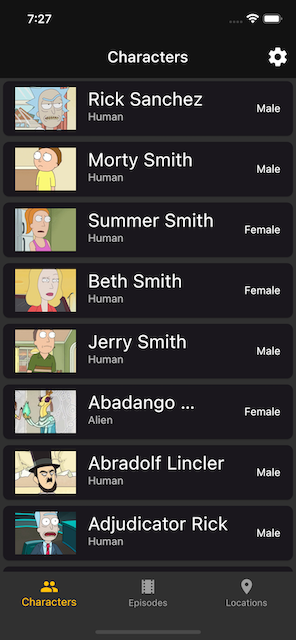 7:27
Characters
Rick Sanchez
Human
Male
Morty Smith
Human
Male
Summer Smith
Human
Female
Beth Smith
Human
Female
Jerry Smith
Human
Male
Abadango ...
Alien
Female
Abradolf Lincler
Human
Male
Adjudicator Rick
Human
Male
Characters
Episodes
Locations